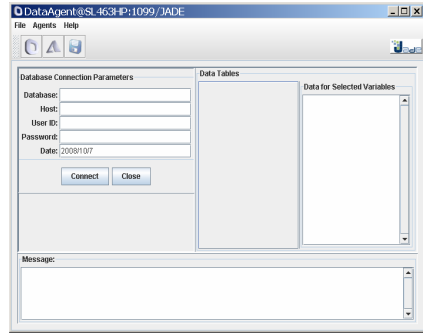 DataAgent@SL463HP:1099/JADE
File Agents Help
Jade
Database Connection Parameters
Database:
Host:
User ID:
Password:
Date: 2008/10/7
Connect Close
Data Tables
Data for Selected Variables
Message: